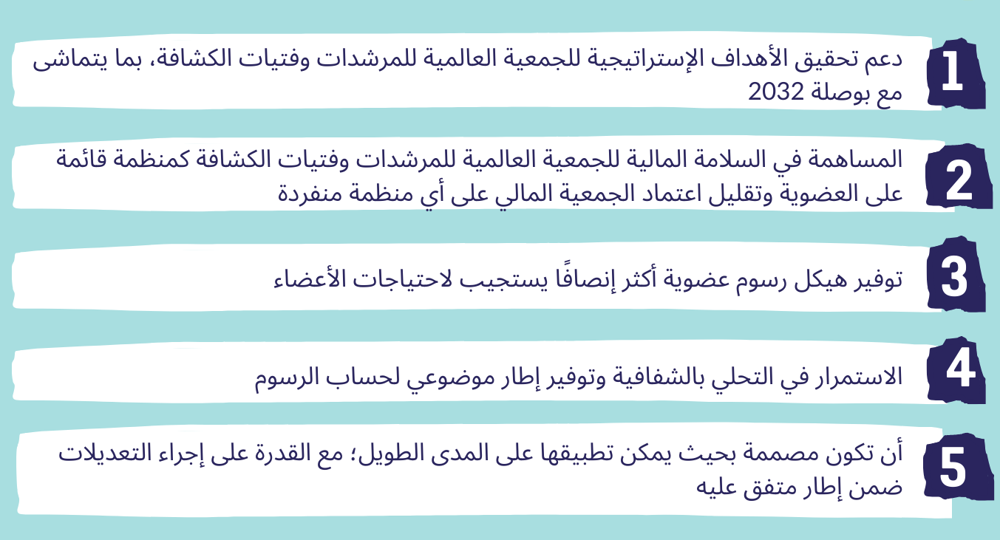 1
دعم تحقيق الأهداف الإستراتيجية للجمعية العالمية للمرشدات وفتيات الكشافة، بما يتماشى
مع بوصلة 2032
2
المساهمة في السلامة المالية للجمعية العالمية للمرشدات وفتيات الكشافة كمنظمة قائمة
على العضوية وتقليل اعتماد الجمعية المالي على أي منظمة منفردة
3
توفير هيكل رسوم عضوية أكثر إنصافًا يستجيب لاحتياجات الأعضاء
4
الاستمرار في التحلي بالشفافية وتوفير إطار موضوعي لحساب الرسوم
5
أن تكون مصممة بحيث يمكن تطبيقها على المدى الطويل؛ مع القدرة على إجراء التعديلات
ضمن إطار متفق عليه